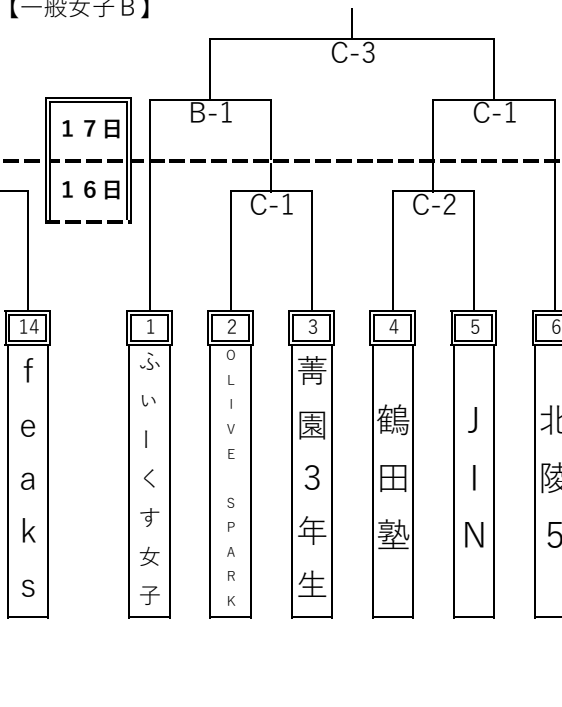 【一般女子B】
C-3
B-1
C-1
17日
16日
C-1
C-2
14
1
2
3
4
5
6
feaks
ふぃーくす女子
OLIVE SPARK
菁園3年生
鶴田塾
JIN
北陵5